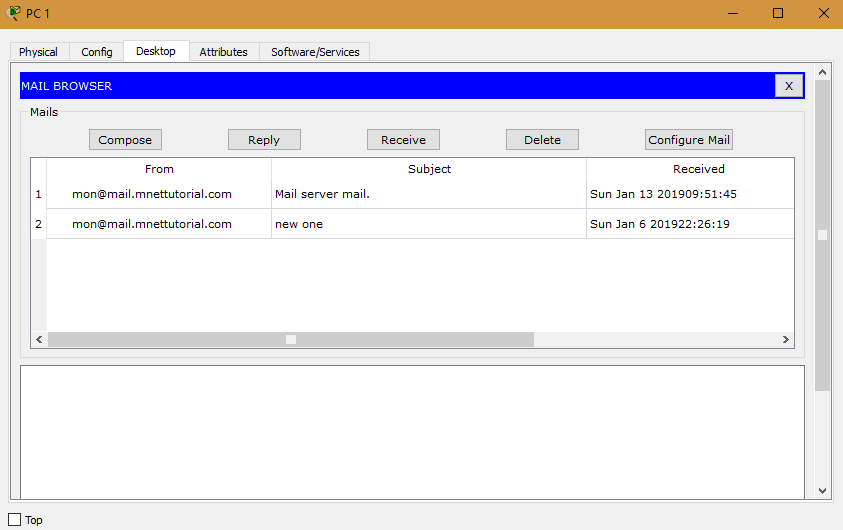 PC 1
Physical Config Desktop Attributes Software/Services
MAIL BROWSER X
Mails
Compose Reply Receive Delete Configure Mail
From Subject Received
1 mon@mail.mnettutorial.com Mail server mail. Sun Jan 13 201909:51:45
2 mon@mail.mnettutorial.com new one Sun Jan 6 201922:26:19
Top